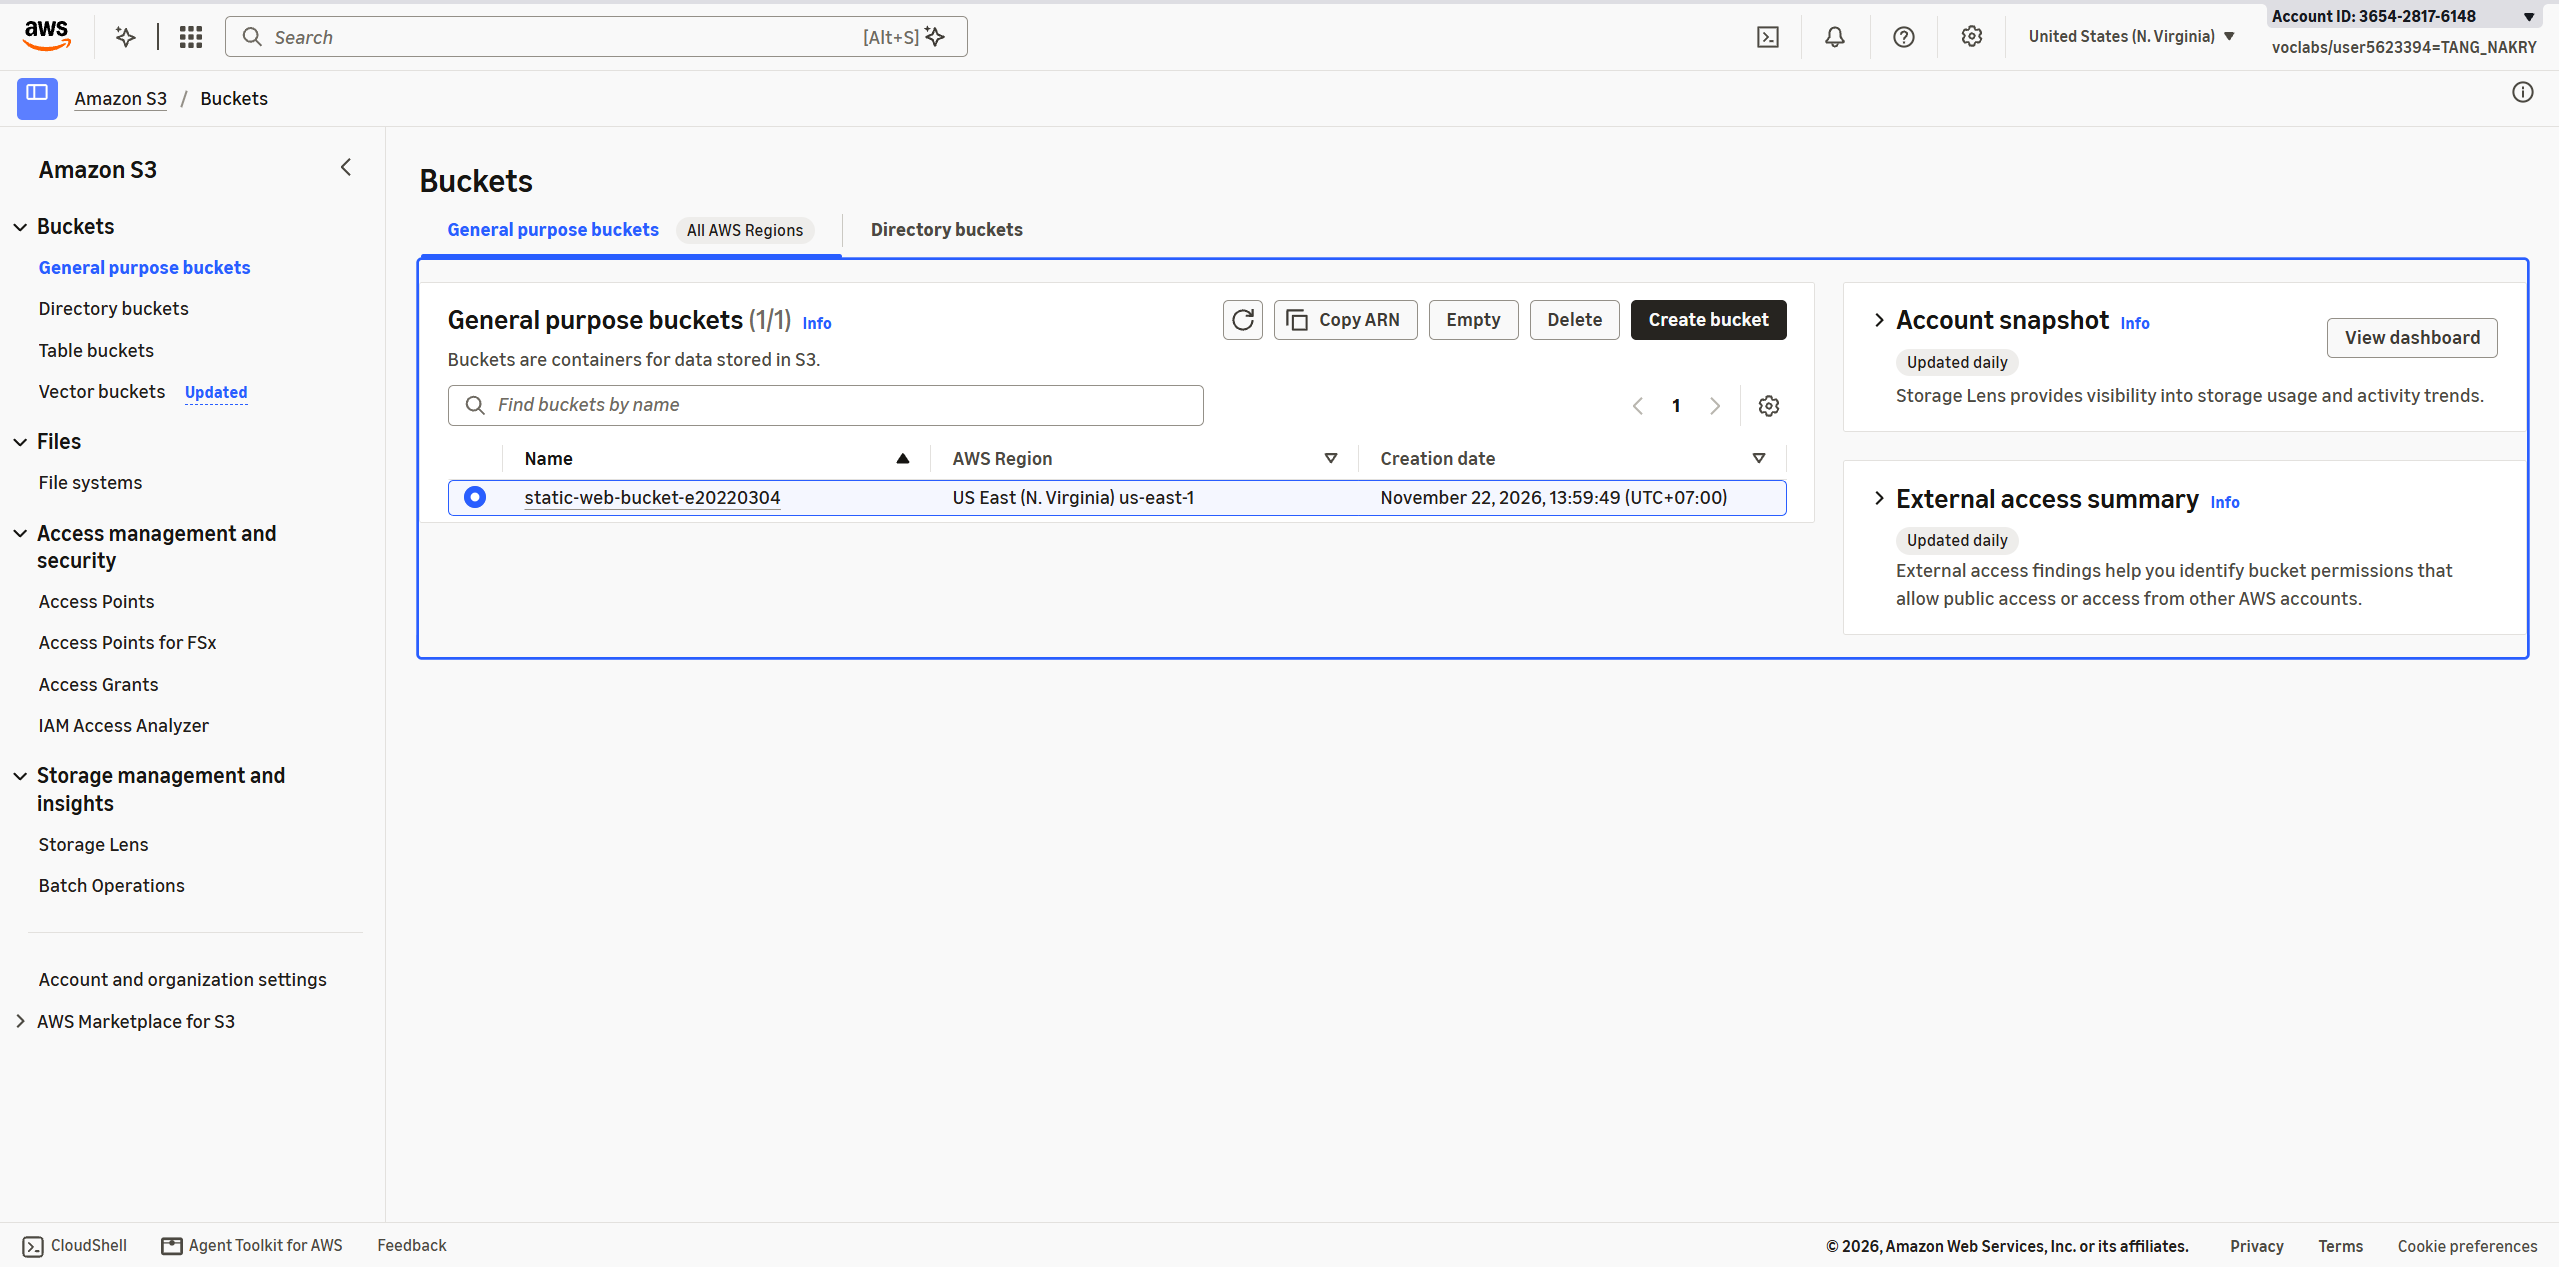 aws
Search [Alt+S]
United States (N. Virginia)
Account ID: 3654-2817-6148
voclabs/user5623394=TANG_NAKRY
Amazon S3 / Buckets
Amazon S3
Buckets
General purpose buckets
Directory buckets
Table buckets
Vector buckets Updated
Files
File systems
Access management and
security
Access Points
Access Points for FSx
Access Grants
IAM Access Analyzer
Storage management and
insights
Storage Lens
Batch Operations
Account and organization settings
AWS Marketplace for S3
Buckets
General purpose buckets All AWS Regions Directory buckets
General purpose buckets (1/1) Info
Copy ARN Empty Delete Create bucket
Buckets are containers for data stored in S3.
Find buckets by name
1
Name AWS Region Creation date
static-web-bucket-e20220304 US East (N. Virginia) us-east-1 November 22, 2026, 13:59:49 (UTC+07:00)
Account snapshot Info
View dashboard
Updated daily
Storage Lens provides visibility into storage usage and activity trends.
External access summary Info
Updated daily
External access findings help you identify bucket permissions that
allow public access or access from other AWS accounts.
CloudShell Agent Toolkit for AWS Feedback
© 2026, Amazon Web Services, Inc. or its affiliates. Privacy Terms Cookie preferences